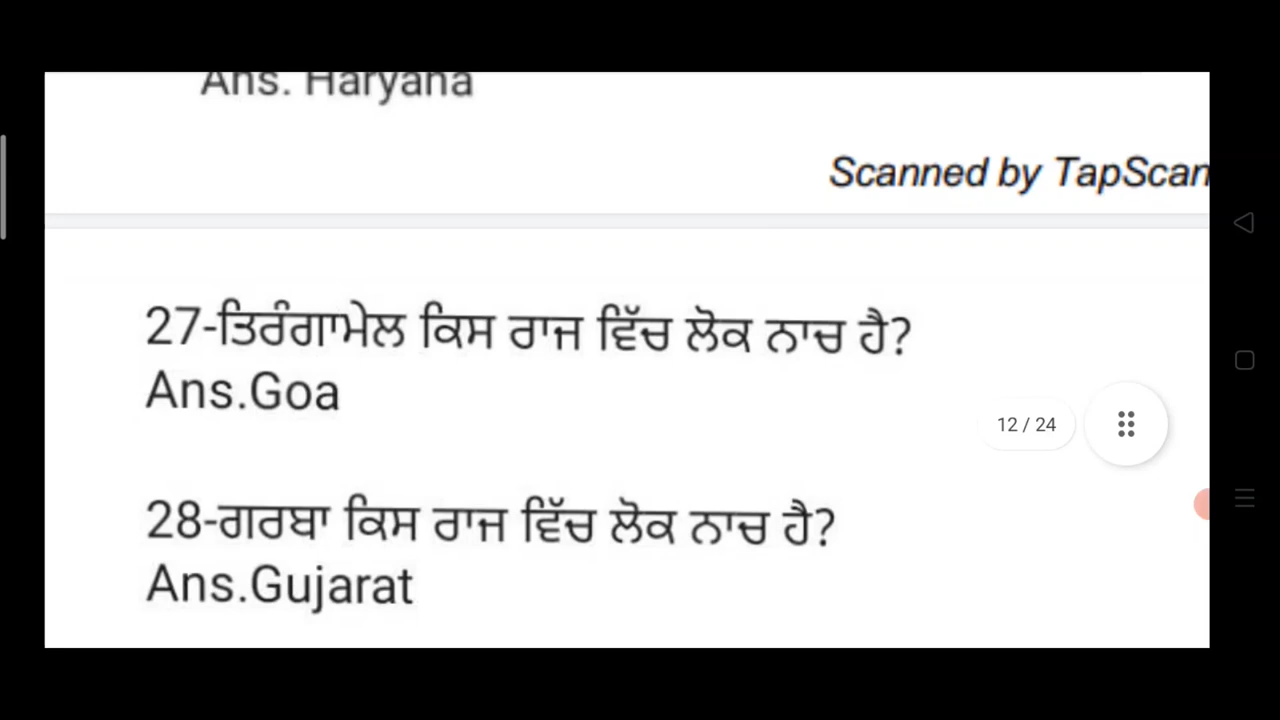 Ans. Haryana
Scanned by TapScan
27-ਤਿਰੰਗਾਮੇਲ ਕਿਸ ਰਾਜ ਵਿੱਚ ਲੋਕ ਨਾਚ ਹੈ?
Ans.Goa
12 / 24
28-ਗਰਬਾ ਕਿਸ ਰਾਜ ਵਿੱਚ ਲੋਕ ਨਾਚ ਹੈ?
Ans.Gujarat